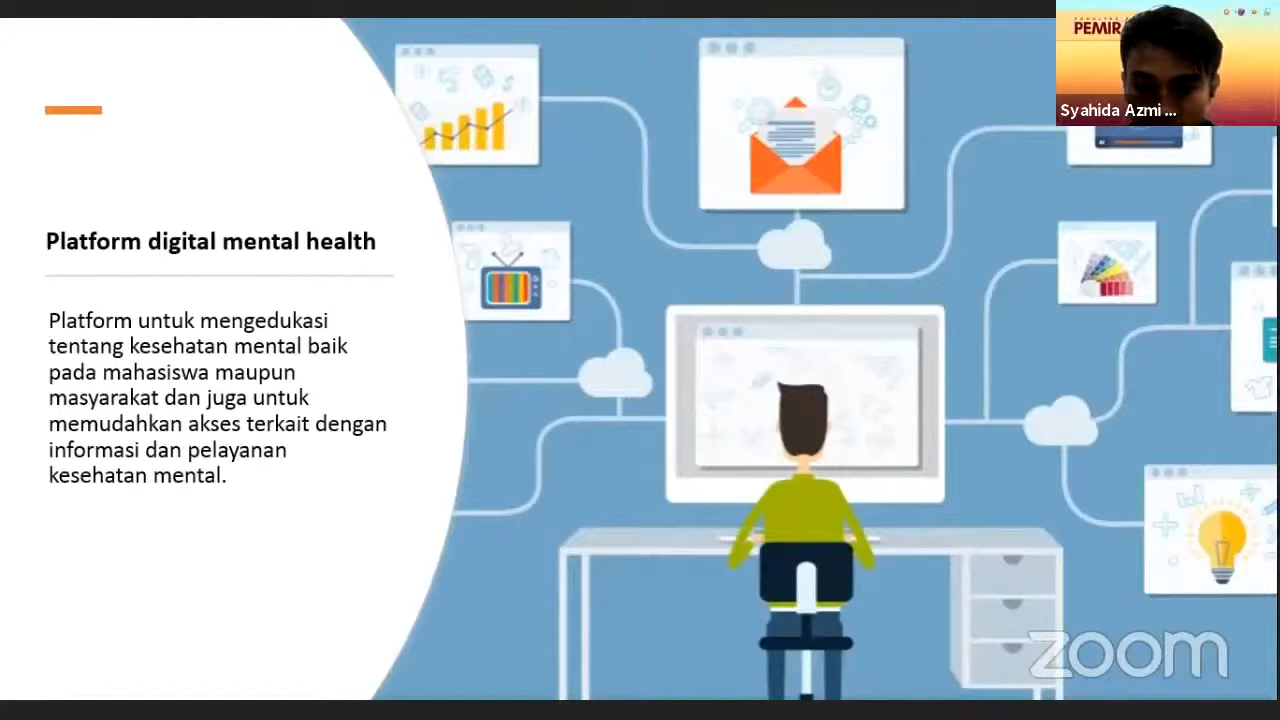 PEMIR
Syahida Azmi ...
Platform digital mental health
Platform untuk mengedukasi
tentang kesehatan mental baik
pada mahasiswa maupun
masyarakat dan juga untuk
memudahkan akses terkait dengan
informasi dan pelayanan
kesehatan mental.
zoom